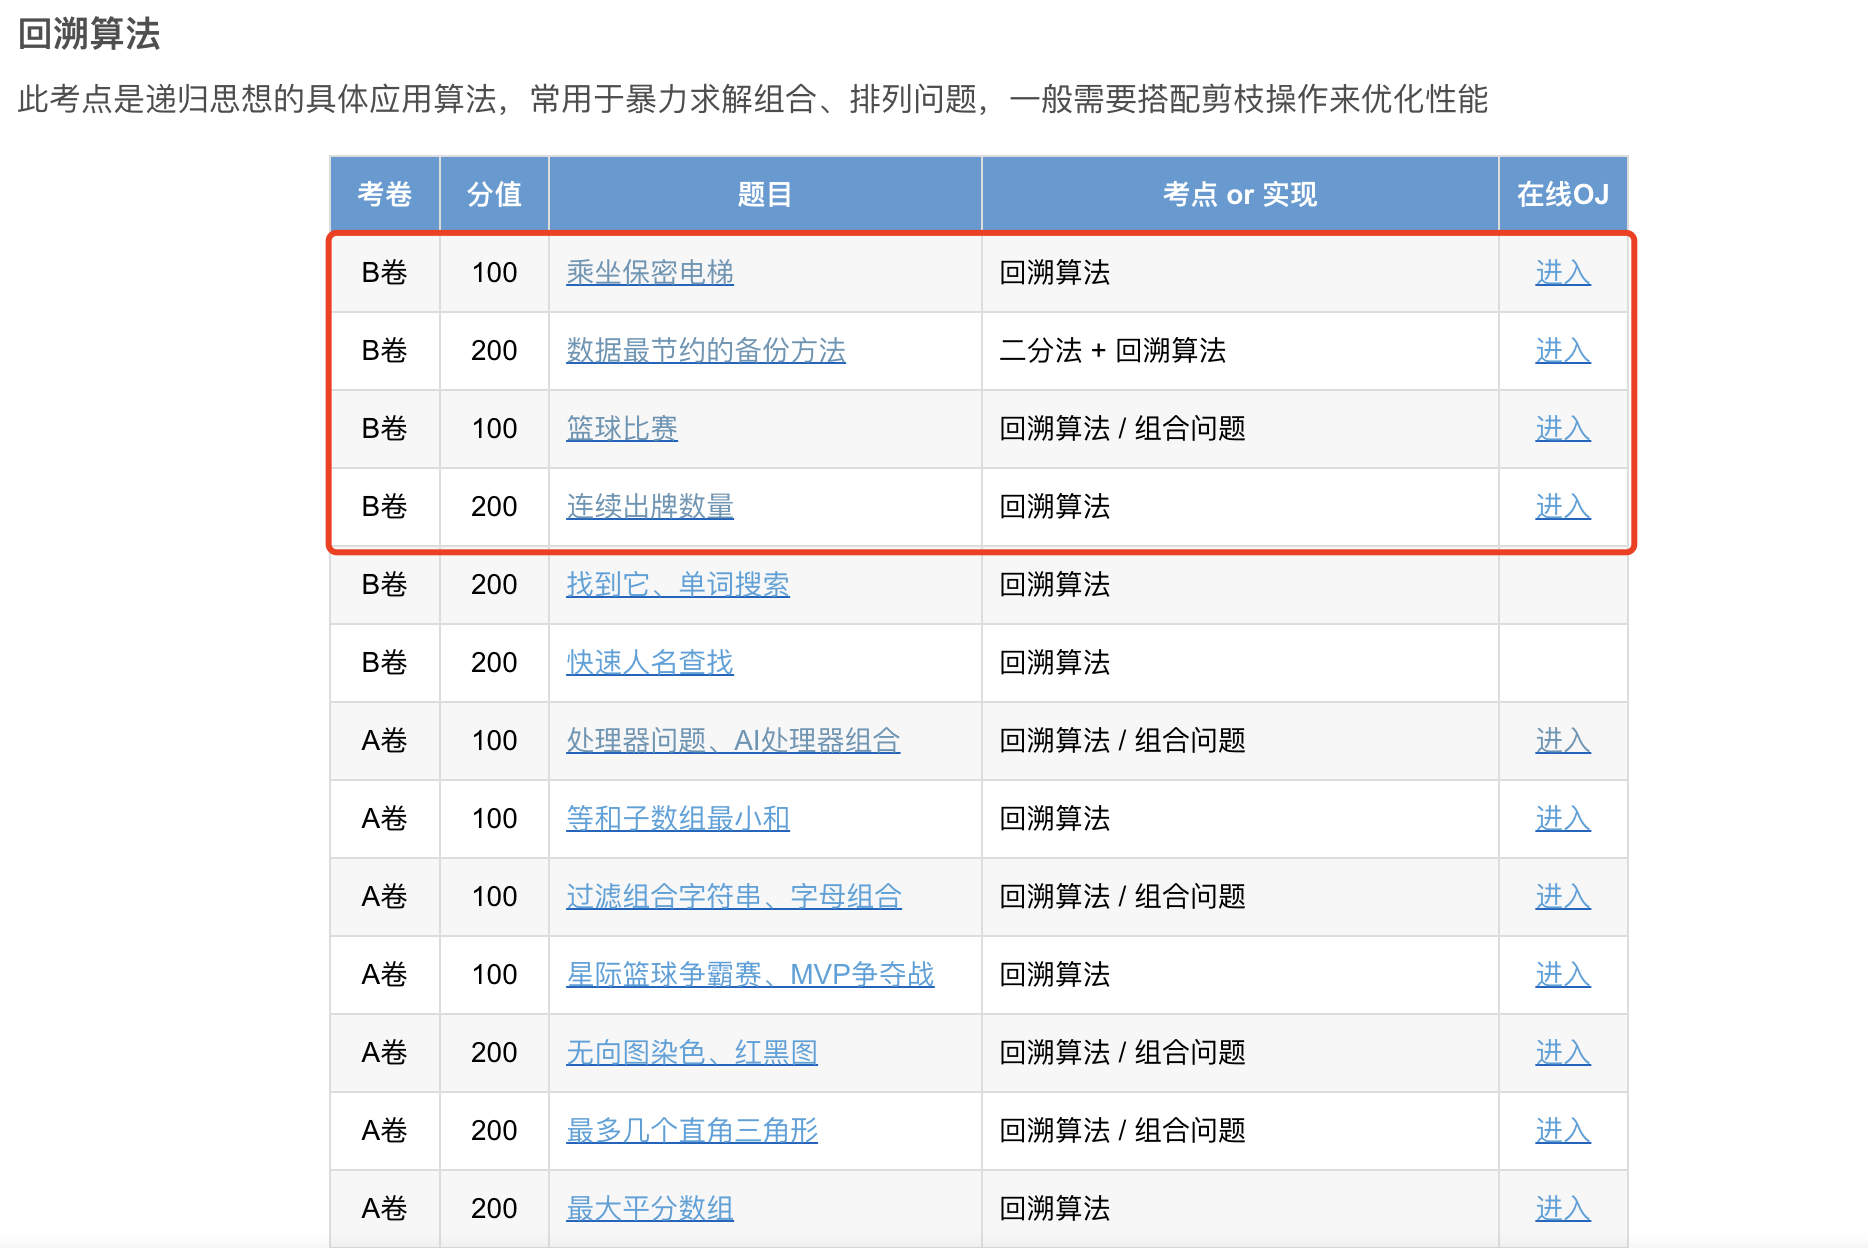 回溯算法
此考点是递归思想的具体应用算法，常用于暴力求解组合、排列问题，一般需要搭配剪枝操作来优化性能
考卷 分值 题目 考点 or 实现 在线OJ
B卷 100 乘坐保密电梯 回溯算法 进入
B卷 200 数据最节约的备份方法 二分法 + 回溯算法 进入
B卷 100 篮球比赛 回溯算法 / 组合问题 进入
B卷 200 连续出牌数量 回溯算法 进入
B卷 200 找到它、单词搜索 回溯算法
B卷 200 快速人名查找 回溯算法
A卷 100 处理器问题、AI处理器组合 回溯算法 / 组合问题 进入
A卷 100 等和子数组最小和 回溯算法 进入
A卷 100 过滤组合字符串、字母组合 回溯算法 / 组合问题 进入
A卷 100 星际篮球争霸赛、MVP争夺战 回溯算法 进入
A卷 200 无向图染色、红黑图 回溯算法 / 组合问题 进入
A卷 200 最多几个直角三角形 回溯算法 / 组合问题 进入
A卷 200 最大平分数组 回溯算法 进入